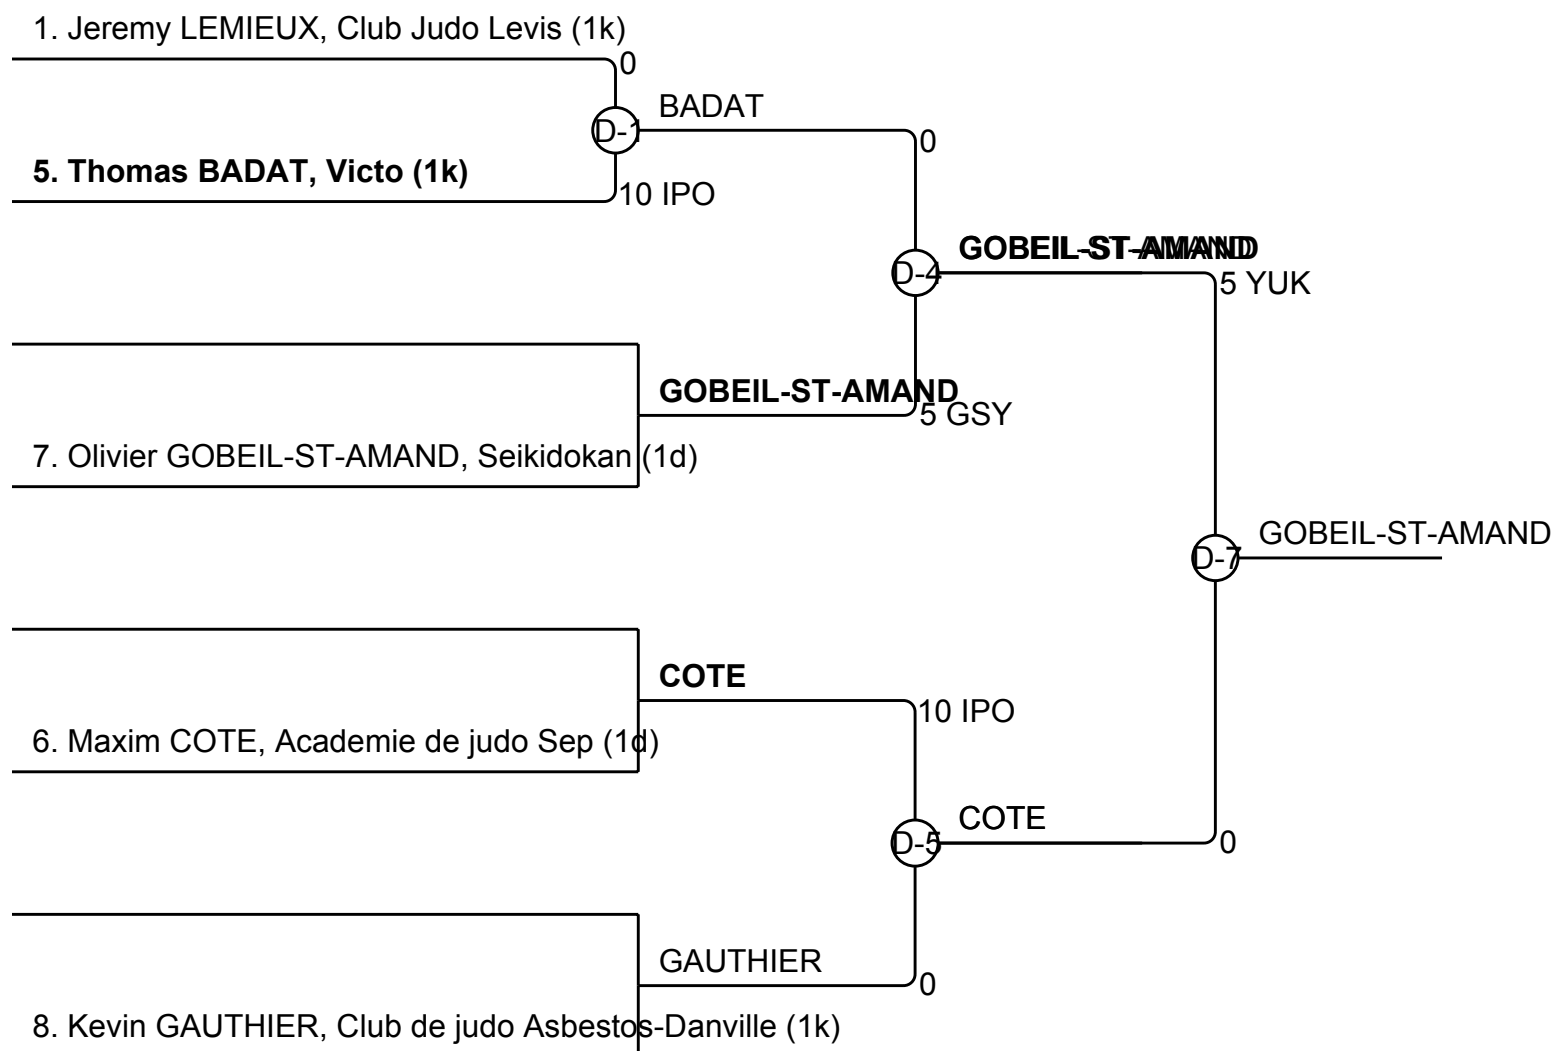 1. Jeremy LEMIEUX, Club Judo Levis (1k)
0
BADAT
D-1
0
5. Thomas BADAT, Victo (1k)
10 IPO
GOBEIL-ST-AMAND
D-4
5 YUK
GOBEIL-ST-AMAND
5 GSY
7. Olivier GOBEIL-ST-AMAND, Seikidokan (1d)
GOBEIL-ST-AMAND
D-7
COTE
10 IPO
6. Maxim COTE, Academie de judo Sep (1d)
COTE
D-5
0
GAUTHIER
0
8. Kevin GAUTHIER, Club de judo Asbestos-Danville (1k)